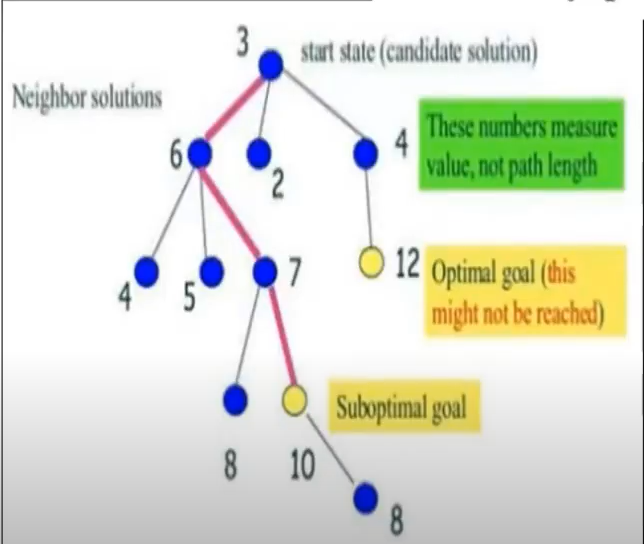 3
start state (candidate solution)
Neighbor solutions
6
2
4
These numbers measure
value, not path length
4
5
7
12
Optimal goal (this
might not be reached)
Suboptimal goal
8
10
8